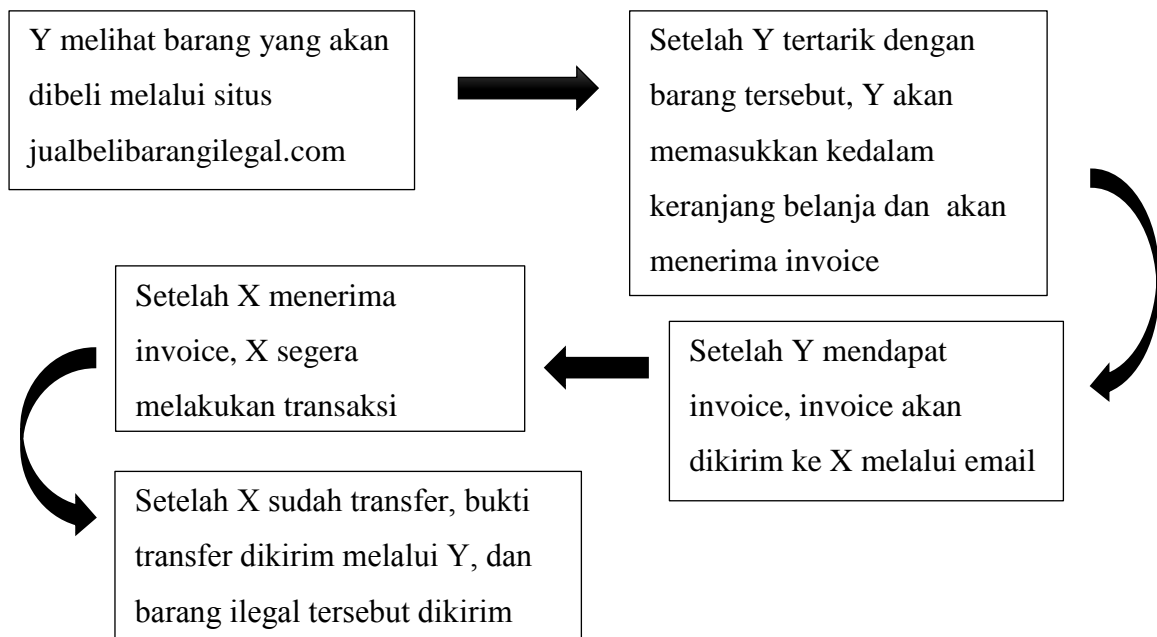 Y melihat barang yang akan
dibeli melalui situs
jualbelibarangilegal.com
Setelah Y tertarik dengan
barang tersebut, Y akan
memasukkan kedalam
keranjang belanja dan akan
menerima invoice
Setelah Y mendapat
invoice, invoice akan
dikirim ke X melalui email
Setelah X menerima
invoice, X segera
melakukan transaksi
Setelah X sudah transfer, bukti
transfer dikirim melalui Y, dan
barang ilegal tersebut dikirim